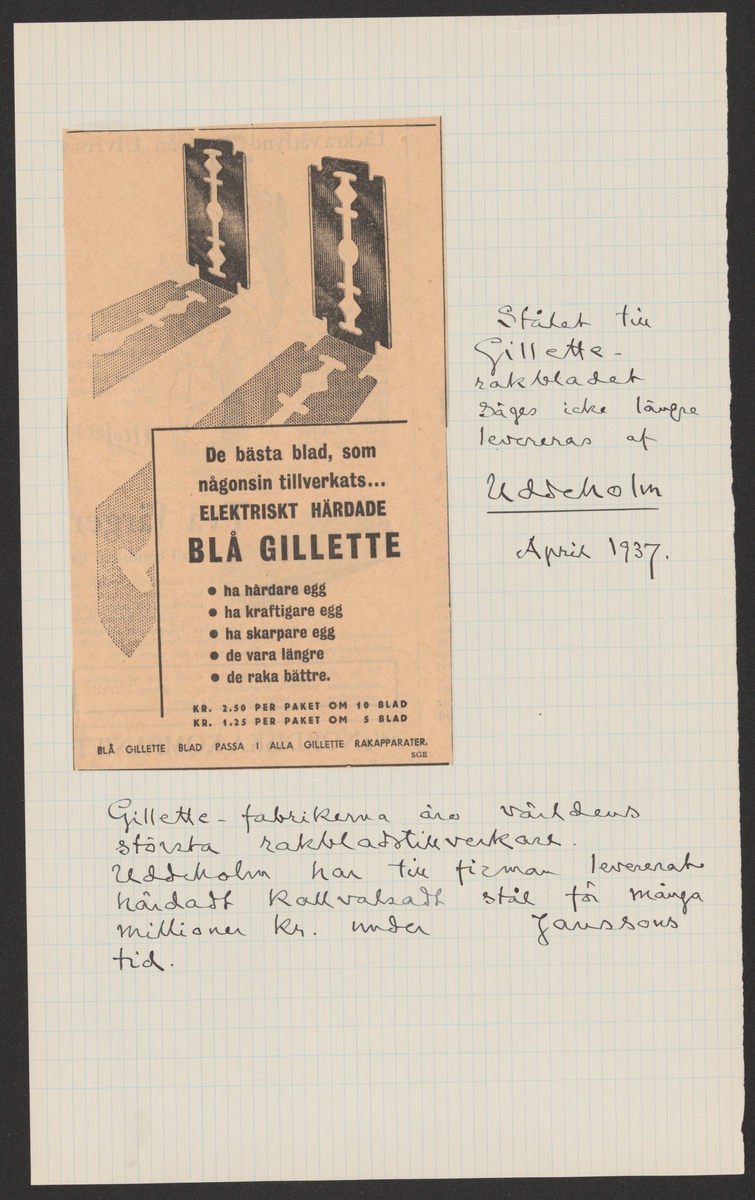 De bästa blad, som
någonsin tillverkats...
ELEKTRISKT HÄRDADE
BLÅ GILLETTE
● ha hårdare egg
● ha kraftigare egg
● ha skarpare egg
● de vara längre
● de raka bättre.
KR. 2.50 PER PAKET OM 10 BLAD
KR. 1.25 PER PAKET OM 5 BLAD
BLÅ GILLETTE BLAD PASSA I ALLA GILLETTE RAKAPPARATER.
SGE
Stålet till
Gillette-
rakbladet
säges icke längre
levereras af
Uddeholm
April 1937.
Gillette-fabrikerna äro världens
största rakbladstillverkare.
Uddeholm har till firman levererat
härdadt kallvalsadt stål för många
millioner kr. under Janssons
tid.